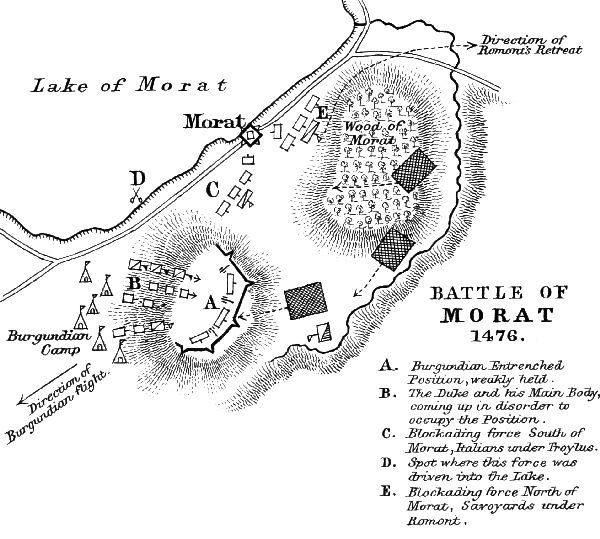 Direction of
Romont's Retreat
Lake of Morat
Morat
E
Wood of
Morat
D
C
B
A
Burgundian
Camp
Direction of
Burgundian flight.
BATTLE OF
MORAT
1476.
A. Burgundian Entrenched
Position, weakly held.
B. The Duke and his Main Body,
coming up in disorder to
occupy the Position.
C. Blockading force South of
Morat, Italians under Troylus.
D. Spot where this force was
driven into the Lake.
E. Blockading force North of
Morat, Savoyards under
Romont.